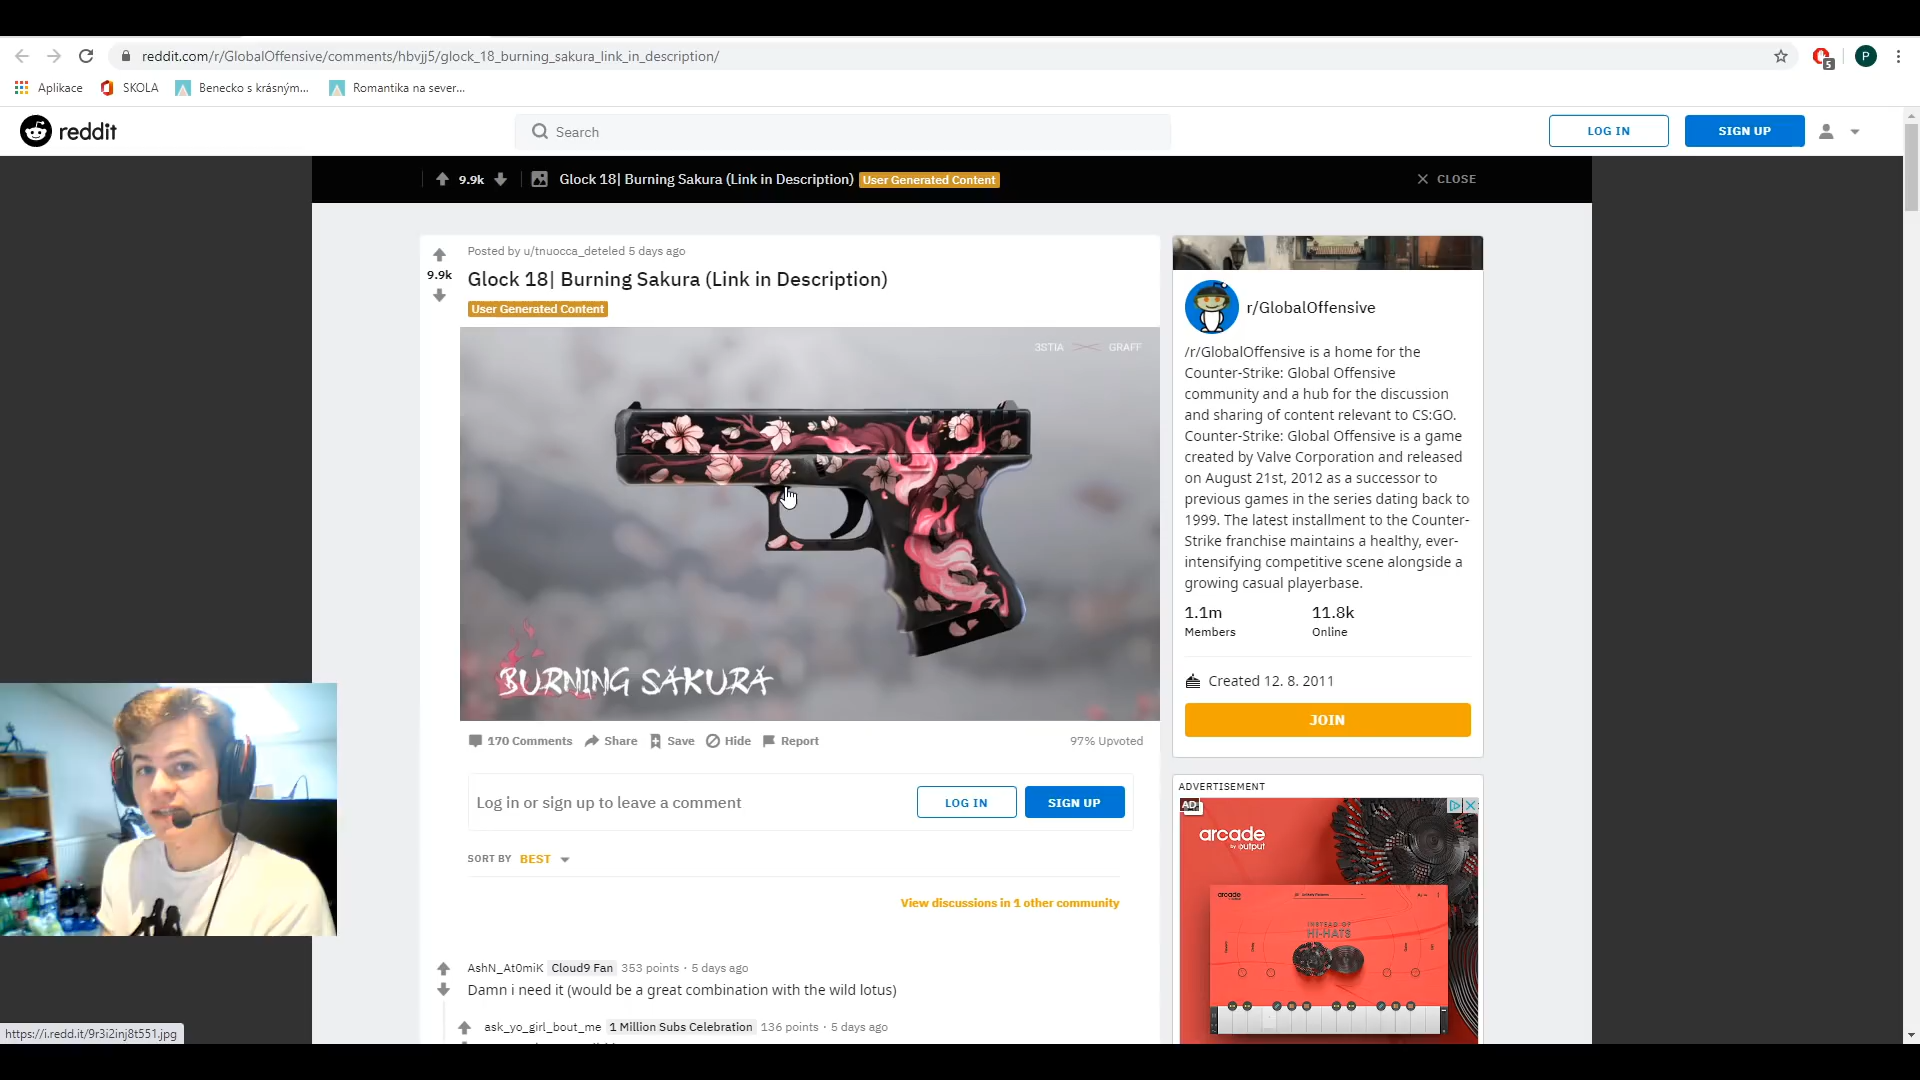 reddit.com/r/GlobalOffensive/comments/hbvjj5/glock_18_burning_sakura_link_in_description/
5
P
Aplikace
SKOLA
Benecko s krásným...
Romantika na sever...
reddit
Search
LOG IN
SIGN UP
9.9k
Glock 18| Burning Sakura (Link in Description)
User Generated Content
CLOSE
Posted by u/tnuocca_deteled 5 days ago
9.9k
Glock 18| Burning Sakura (Link in Description)
User Generated Content
3STIA
GRAFF
BURNING SAKURA
170 Comments
Share
Save
Hide
Report
97% Upvoted
Log in or sign up to leave a comment
LOG IN
SIGN UP
SORT BY
BEST
View discussions in 1 other community
AshN_At0miK Cloud9 Fan 353 points · 5 days ago
Damn i need it (would be a great combination with the wild lotus)
ask_yo_girl_bout_me 1 Million Subs Celebration 136 points · 5 days ago
r/GlobalOffensive
/r/GlobalOffensive is a home for the
Counter-Strike: Global Offensive
community and a hub for the discussion
and sharing of content relevant to CS:GO.
Counter-Strike: Global Offensive is a game
created by Valve Corporation and released
on August 21st, 2012 as a successor to
previous games in the series dating back to
1999. The latest installment to the Counter-
Strike franchise maintains a healthy, ever-
intensifying competitive scene alongside a
growing casual playerbase.
1.1m
Members
11.8k
Online
Created 12. 8. 2011
JOIN
ADVERTISEMENT
AD
arcade
by output
arcade
INSTEAD OF
HI-HATS
https://i.redd.it/9r3i2inj8t551.jpg